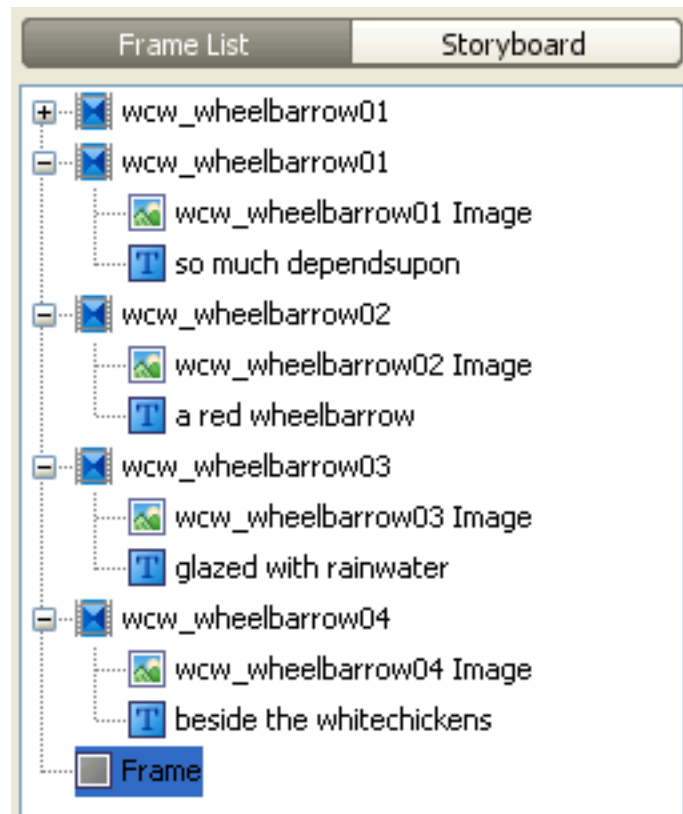 Frame List Storyboard
wcw_wheelbarrow01
wcw_wheelbarrow01
wcw_wheelbarrow01 Image
so much dependsupon
wcw_wheelbarrow02
wcw_wheelbarrow02 Image
a red wheelbarrow
wcw_wheelbarrow03
wcw_wheelbarrow03 Image
glazed with rainwater
wcw_wheelbarrow04
wcw_wheelbarrow04 Image
beside the whitechickens
Frame